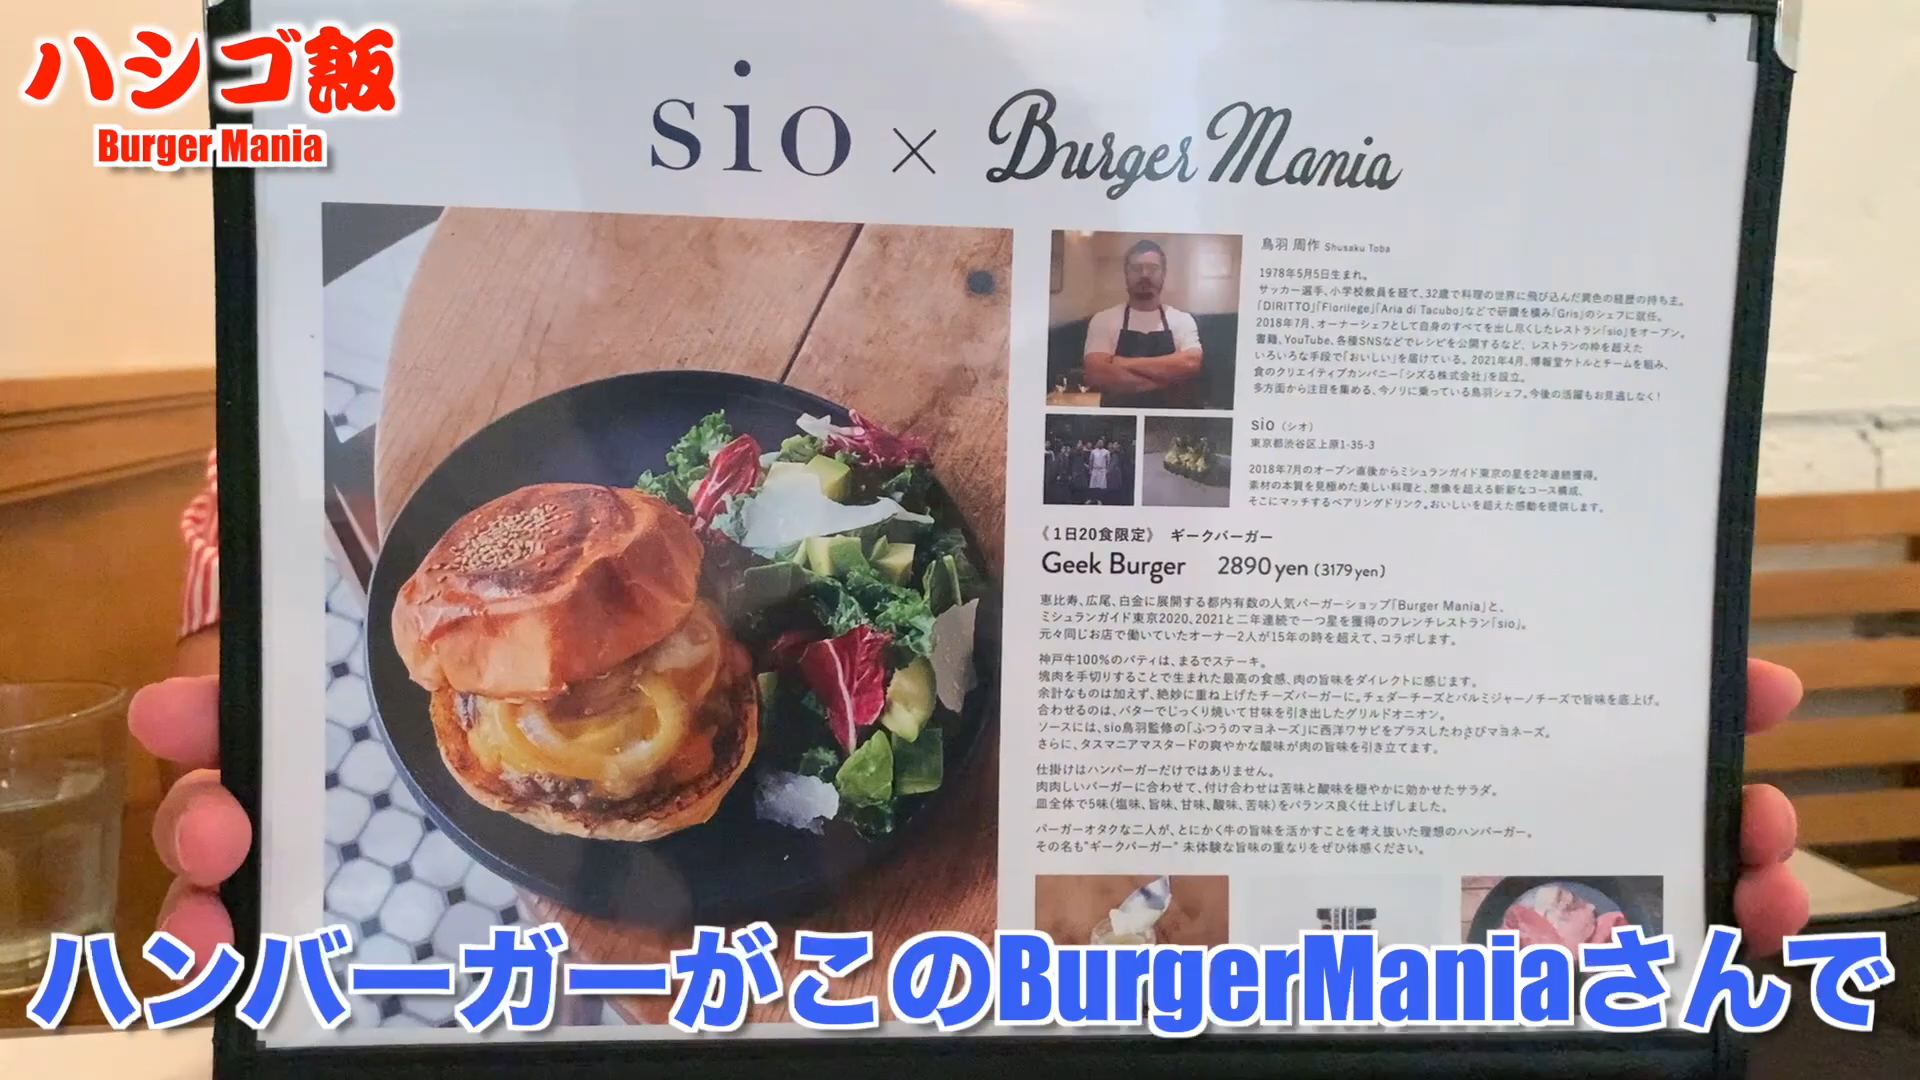 ハシゴ飯
Burger Mania
sio × Burger Mania
鳥羽 周作 Shusaku Toba
1978年5月5日生まれ。
サッカー選手、小学校教員を経て、32歳で料理の世界に飛び込んだ異色の経歴の持ち主。
「DIRITTO」「Florilege」「Aria di Tacubo」などで研鑽を積み「Gris」のシェフに就任。
2018年7月、オーナーシェフとして自身のすべてを出し尽くしたレストラン「sio」をオープン。
書籍、YouTube、各種SNSなどでレシピを公開するなど、レストランの枠を超えた
いろいろな手段で「おいしい」を届けている。2021年4月、博報堂ケトルとチームを組み、
食のクリエイティブカンパニー「シズる株式会社」を設立。
多方面から注目を集める、今ノリに乗っている鳥羽シェフ。今後の活躍もお見逃しなく!
sio (シオ)
東京都渋谷区上原1-35-3
2018年7月のオープン直後からミシュランガイド東京の星を2年連続獲得。
素材の本質を見極めた美しい料理と、想像を超える斬新なコース構成、
そこにマッチするペアリングドリンク。おいしいを超えた感動を提供します。
《1日20食限定》 ギークバーガー
Geek Burger 2890yen (3179yen)
恵比寿、広尾、白金に展開する都内有数の人気バーガーショップ「Burger Mania」と、
ミシュランガイド東京2020、2021と二年連続で一つ星を獲得のフレンチレストラン「sio」。
元々同じお店で働いていたオーナー2人が15年の時を超えて、コラボします。
神戸牛100%のパティは、まるでステーキ。
塊肉を手切りすることで生まれた最高の食感、肉の旨味をダイレクトに感じます。
余計なものは加えず、絶妙に重ね上げたチーズバーガーに。チェダーチーズとパルミジャーノチーズで旨味を底上げ。
合わせるのは、バターでじっくり焼いて甘味を引き出したグリルドオニオン。
ソースには、sio鳥羽監修の「ふつうのマヨネーズ」に西洋ワサビをプラスしたわさびマヨネーズ。
さらに、タスマニアマスタードの爽やかな酸味が肉の旨味を引き立てます。
仕掛けはハンバーガーだけではありません。
肉肉しいバーガーに合わせて、付け合わせは苦味と酸味を穏やかに効かせたサラダ。
皿全体で5味(塩味、旨味、甘味、酸味、苦味)をバランス良く仕上げしました。
バーガーオタクな二人が、とにかく牛の旨味を活かすことを考え抜いた理想のハンバーガー。
その名も"ギークバーガー" 未体験な旨味の重なりをぜひ体感ください。
ハンバーガーがこのBurgerManiaさんで